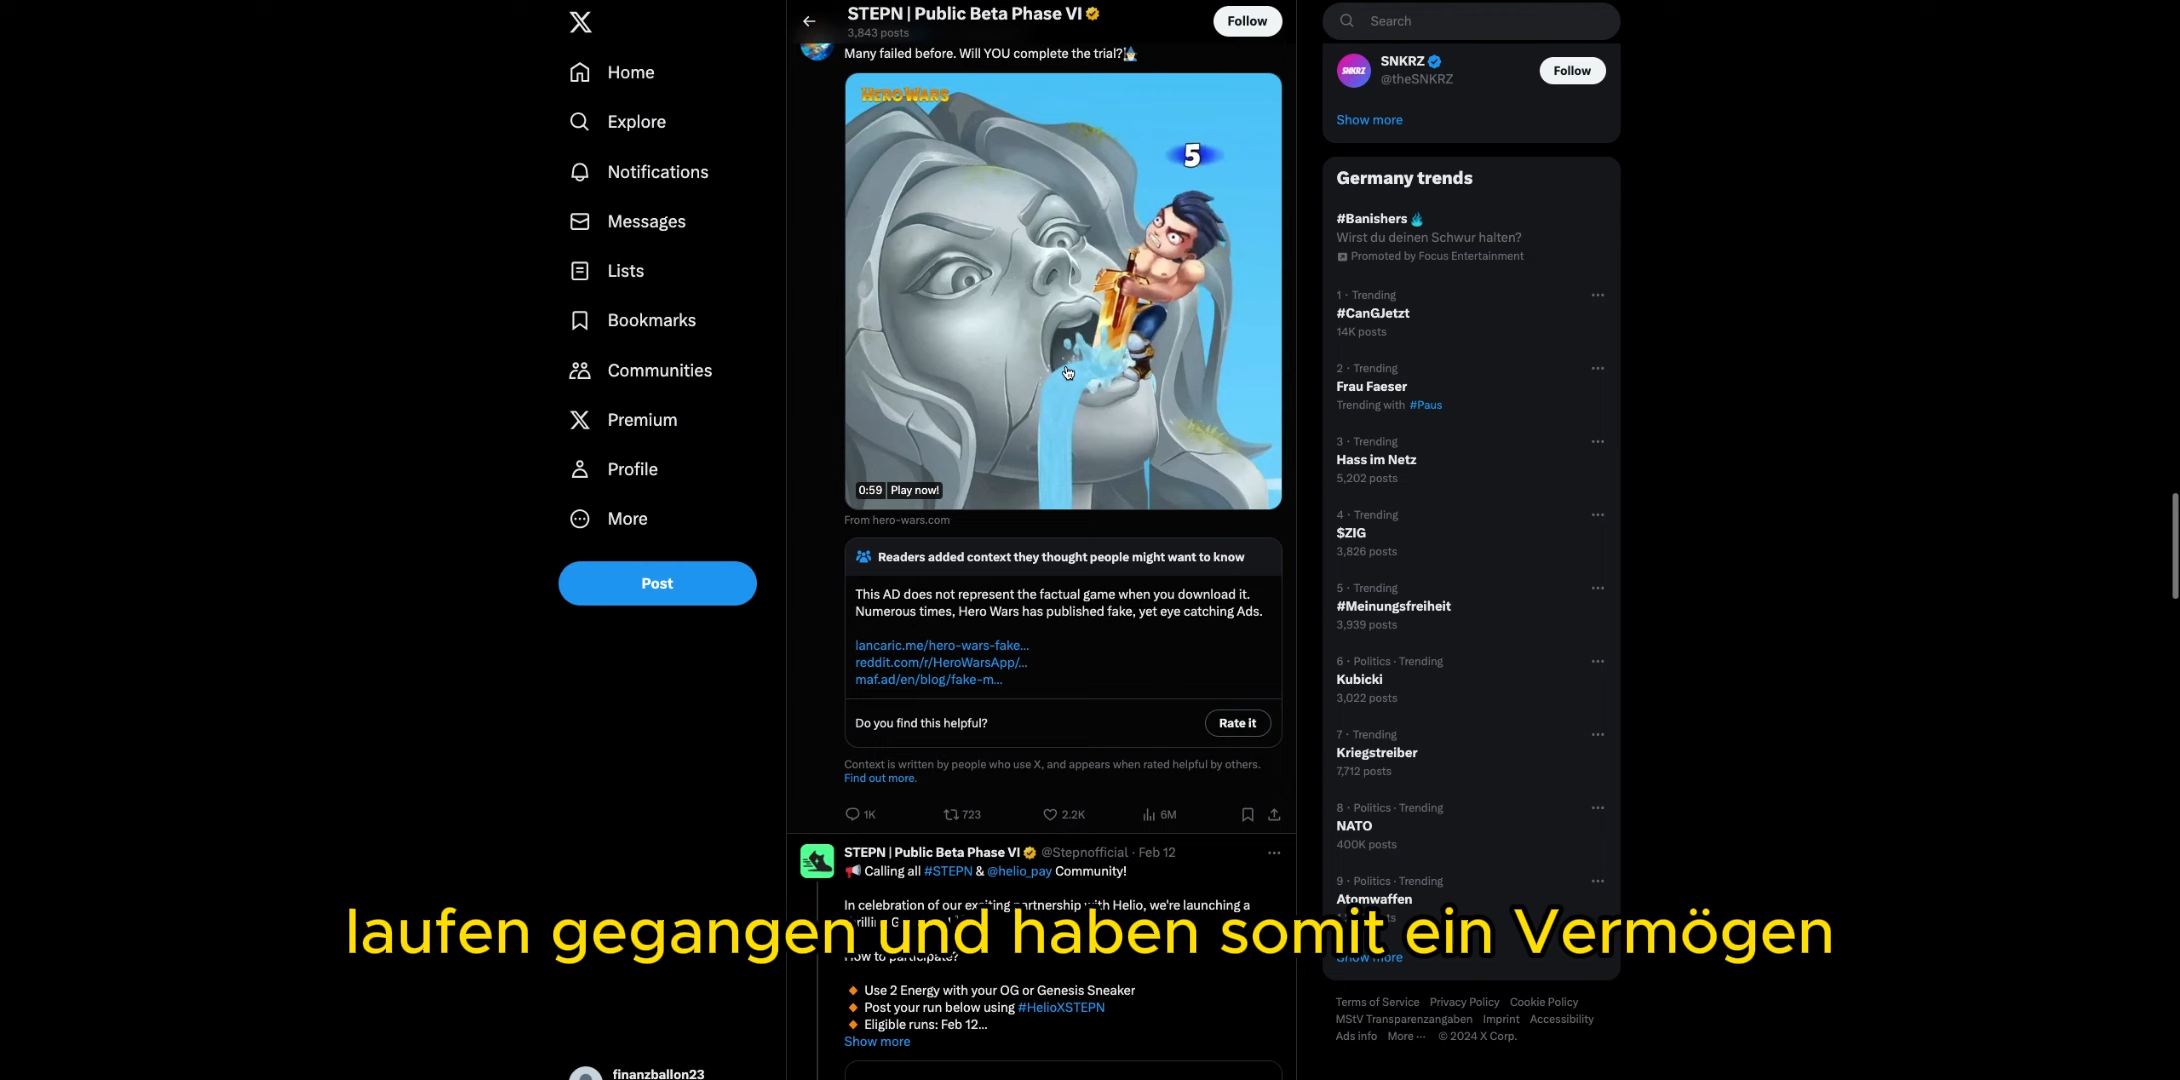 Home
Explore
Notifications
Messages
Lists
Bookmarks
Communities
Premium
Profile
More
Post
finanzballon23
STEPN | Public Beta Phase VI
3,843 posts
Follow
Many failed before. Will YOU complete the trial?
HERO WARS
5
0:59 Play now!
From hero-wars.com
Readers added context they thought people might want to know
This AD does not represent the factual game when you download it.
Numerous times, Hero Wars has published fake, yet eye catching Ads.
lancaric.me/hero-wars-fake...
reddit.com/r/HeroWarsApp/...
maf.ad/en/blog/fake-m...
Do you find this helpful?
Rate it
Context is written by people who use X, and appears when rated helpful by others.
Find out more.
1K 723 2.2K 6M
STEPN | Public Beta Phase VI @Stepnofficial · Feb 12
Calling all #STEPN & @helio_pay Community!
In celebration of our exciting partnership with Helio, we're launching a
laufen gegangen und haben somit ein Vermögen
How to participate?
Use 2 Energy with your OG or Genesis Sneaker
Post your run below using #HelioXSTEPN
Eligible runs: Feb 12...
Show more
Search
SNKRZ
SNKRZ
@theSNKRZ
Follow
Show more
Germany trends
#Banishers
Wirst du deinen Schwur halten?
Promoted by Focus Entertainment
1 · Trending
#CanGJetzt
14K posts
2 · Trending
Frau Faeser
Trending with #Paus
3 · Trending
Hass im Netz
5,202 posts
4 · Trending
$ZIG
3,826 posts
5 · Trending
#Meinungsfreiheit
3,939 posts
6 · Politics · Trending
Kubicki
3,022 posts
7 · Trending
Kriegstreiber
7,712 posts
8 · Politics · Trending
NATO
400K posts
9 · Politics · Trending
Atomwaffen
Show more
Terms of Service Privacy Policy Cookie Policy
MStV Transparenzangaben Imprint Accessibility
Ads info More ··· © 2024 X Corp.